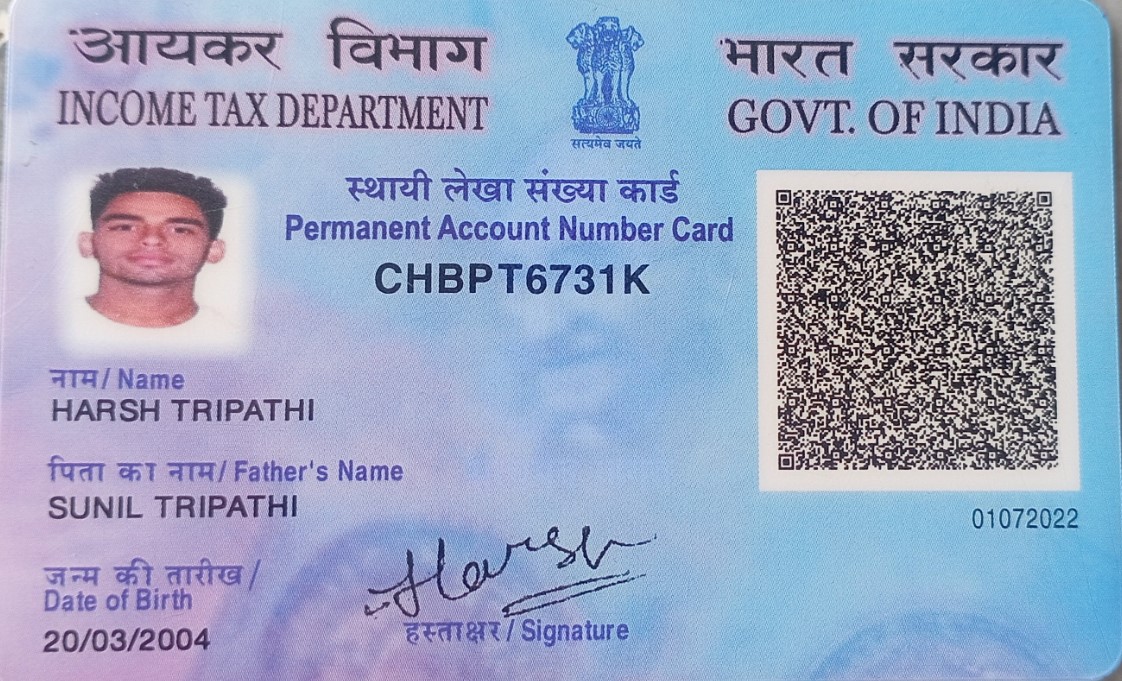 आयकर विभाग
INCOME TAX DEPARTMENT
सत्यमेव जयते
भारत सरकार
GOVT. OF INDIA
स्थायी लेखा संख्या कार्ड
Permanent Account Number Card
CHBPT6731K
नाम / Name
HARSH TRIPATHI
पिता का नाम / Father's Name
SUNIL TRIPATHI
जन्म की तारीख /
Date of Birth
20/03/2004
Harsh
हस्ताक्षर / Signature
01072022